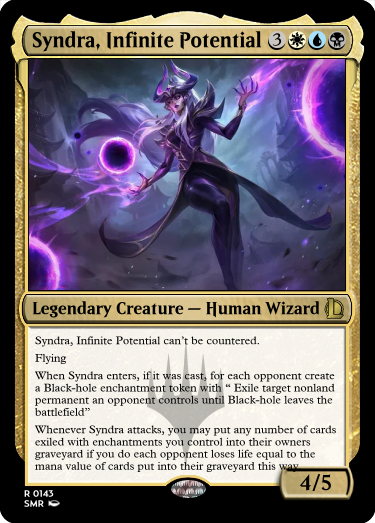 Syndra, Infinite Potential 3
Legendary Creature — Human Wizard
Syndra, Infinite Potential can't be countered.
Flying
When Syndra enters, if it was cast, for each opponent create
a Black-hole enchantment token with “ Exile target nonland
permanent an opponent controls until Black-hole leaves the
battlefield”
Whenever Syndra attacks, you may put any number of cards
exiled with enchantments you control into their owners
graveyard if you do each opponent loses life equal to the
mana value of cards put into their graveyard this way
4/5
R 0143
SMR